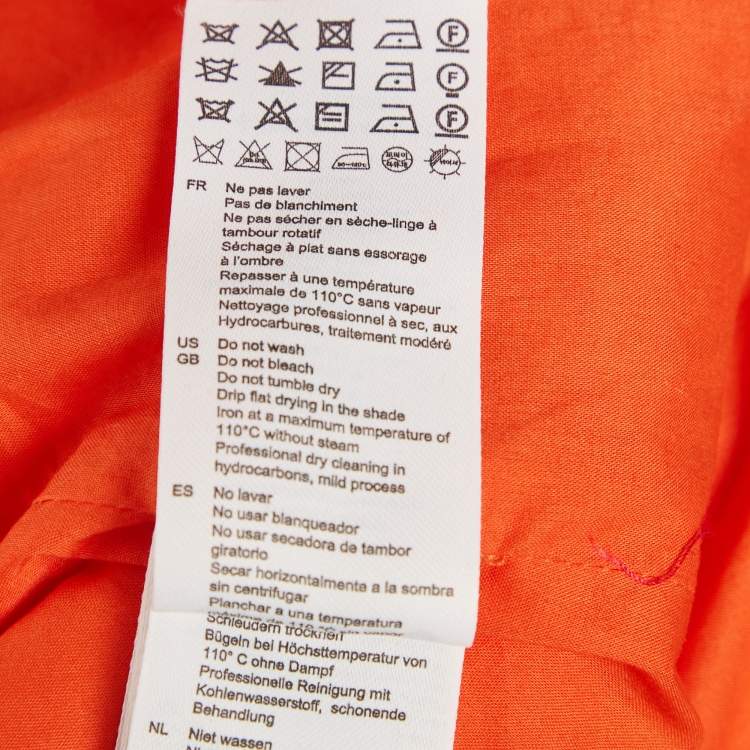 F
F
F
FR Ne pas laver
Pas de blanchiment
Ne pas sécher en sèche-linge à
tambour rotatif
Séchage à plat sans essorage
à l'ombre
Repasser à une température
maximale de 110°C sans vapeur
Nettoyage professionnel à sec, aux
Hydrocarbures, traitement modéré
US Do not wash
GB Do not bleach
Do not tumble dry
Drip flat drying in the shade
Iron at a maximum temperature of
110°C without steam
Professional dry cleaning in
hydrocarbons, mild process
ES No lavar
No usar blanqueador
No usar secadora de tambor
giratorio
Secar horizontalmente a la sombra
sin centrifugar
Planchar a una temperatura
Schleudern trocknen
Bügeln bei Höchsttemperatur von
110° C ohne Dampf
Professionelle Reinigung mit
Kohlenwasserstoff, schonende
Behandlung
NL Niet wassen